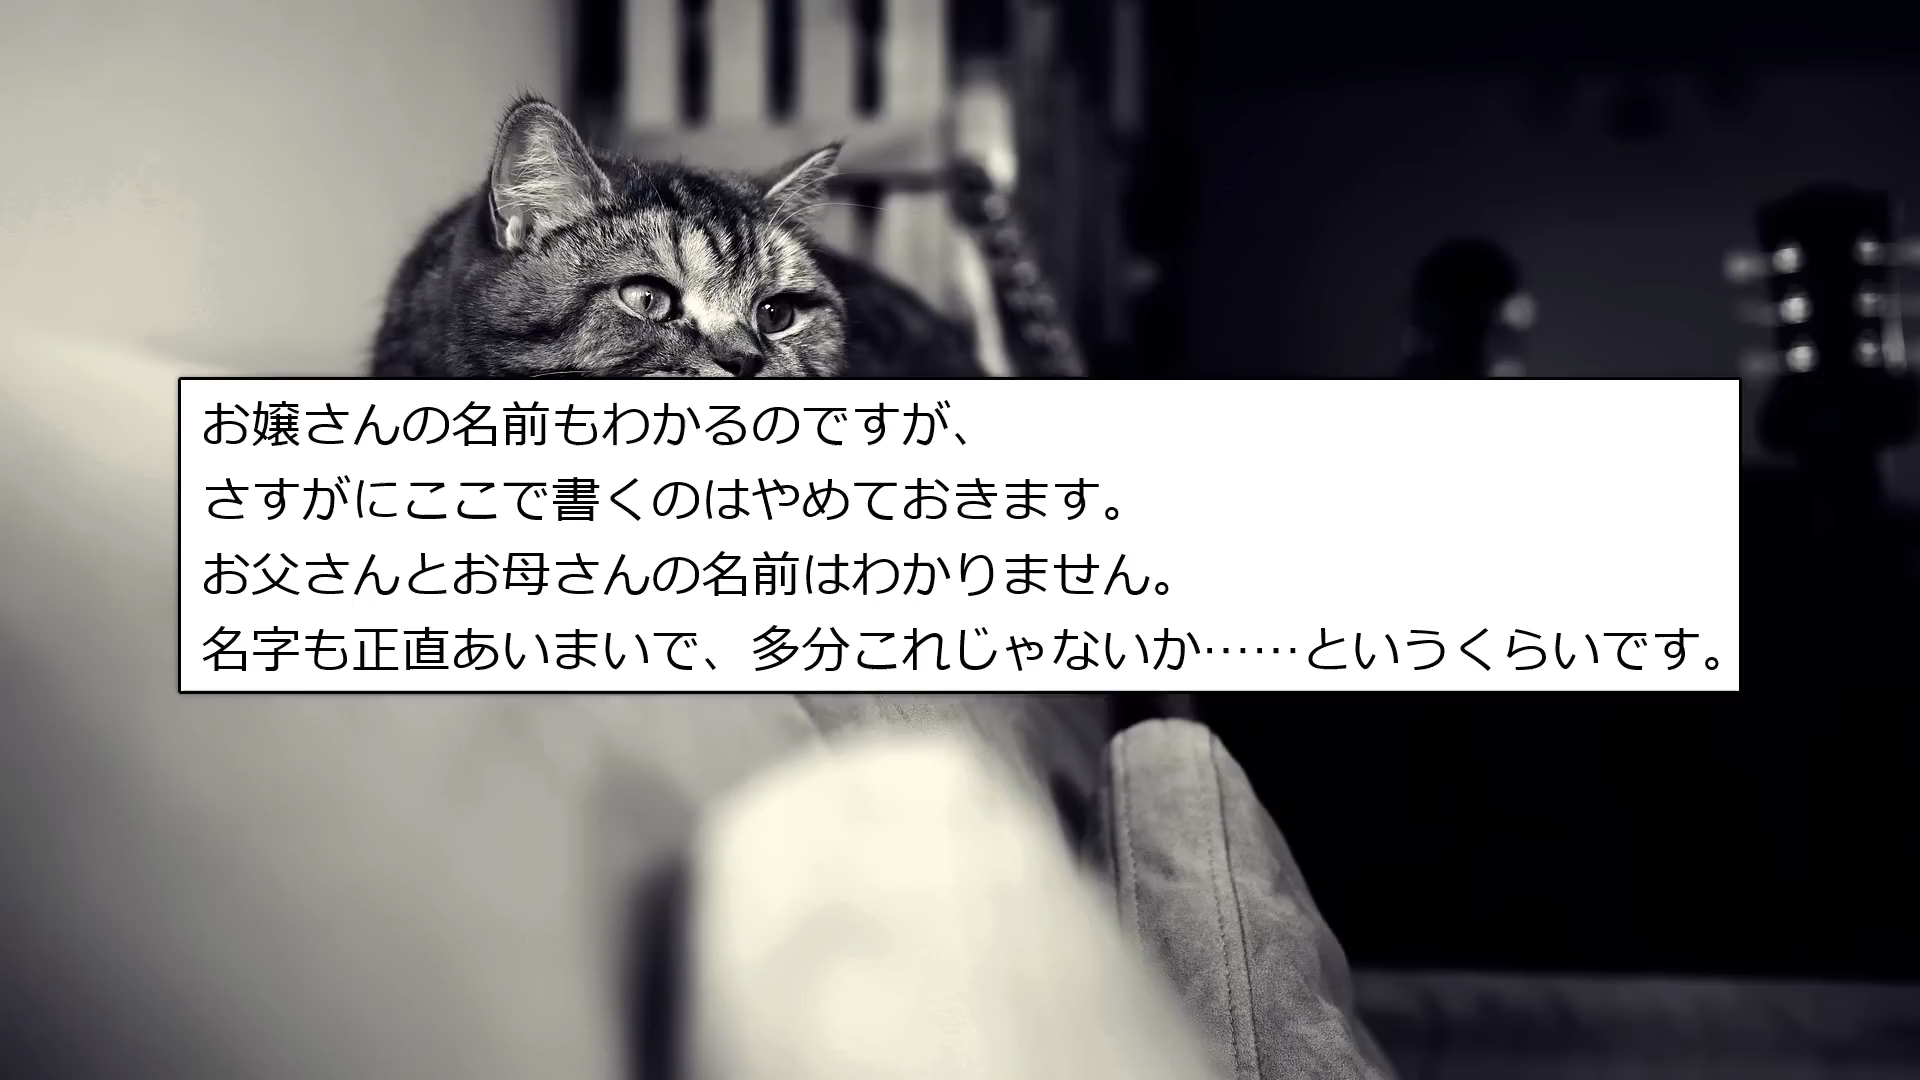 お嬢さんの名前もわかるのですが、
さすがにここで書くのはやめておきます。
お父さんとお母さんの名前はわかりません。
名字も正直あいまいで、多分これじゃないか……というくらいです。